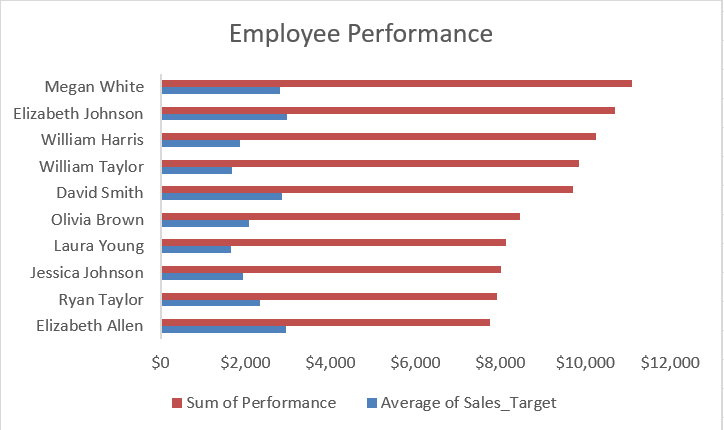 Employee Performance
Megan White
Elizabeth Johnson
William Harris
William Taylor
David Smith
Olivia Brown
Laura Young
Jessica Johnson
Ryan Taylor
Elizabeth Allen
$0 $2,000 $4,000 $6,000 $8,000 $10,000 $12,000
Sum of Performance Average of Sales_Target